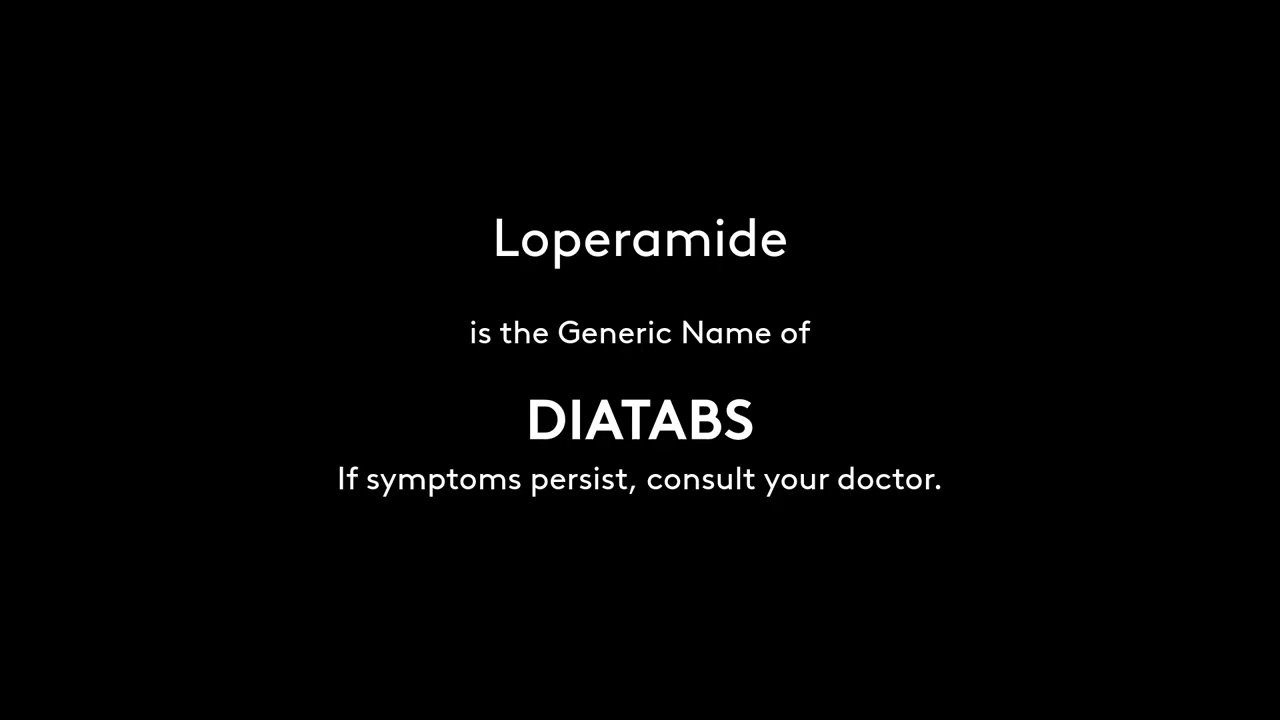 Loperamide
is the Generic Name of
DIATABS
If symptoms persist, consult your doctor.